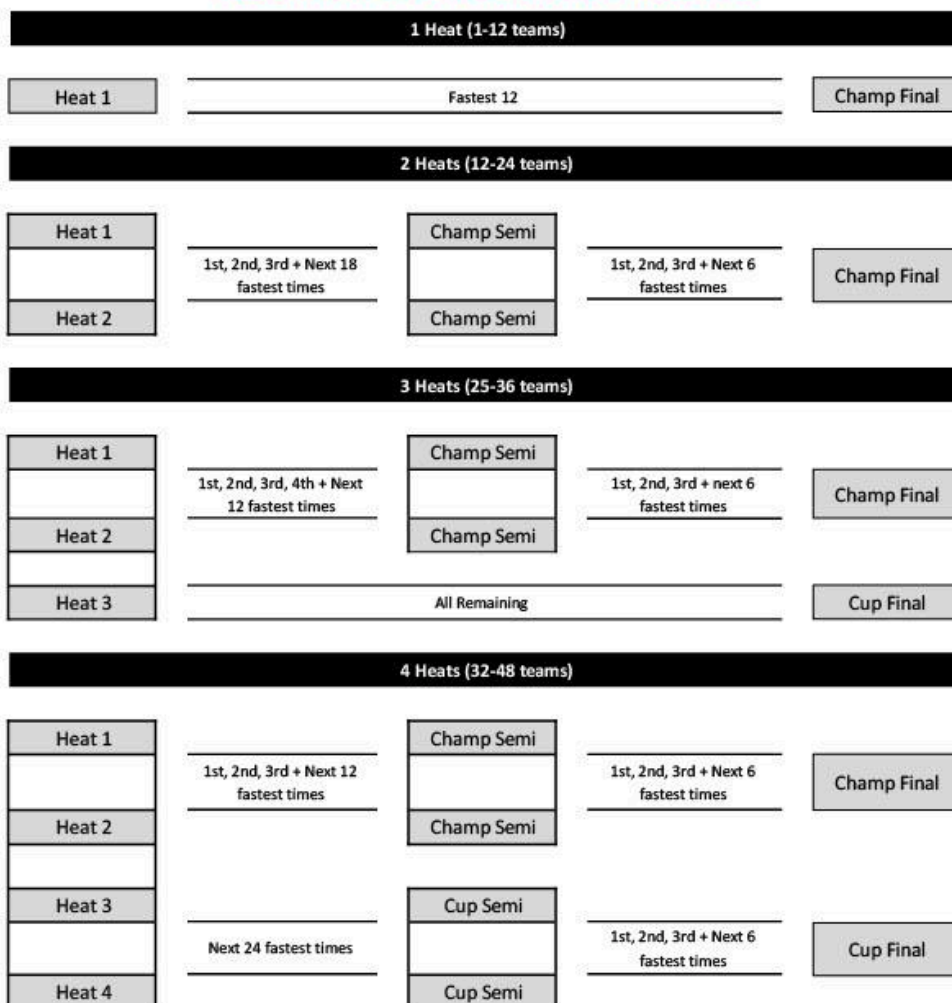 1 Heat (1-12 teams)
Heat 1
Fastest 12
Champ Final
2 Heats (12-24 teams)
Heat 1
Champ Semi
1st, 2nd, 3rd + Next 18
fastest times
1st, 2nd, 3rd + Next 6
fastest times
Champ Final
Heat 2
Champ Semi
3 Heats (25-36 teams)
Heat 1
Champ Semi
1st, 2nd, 3rd, 4th + Next
12 fastest times
1st, 2nd, 3rd + next 6
fastest times
Champ Final
Heat 2
Champ Semi
Heat 3
All Remaining
Cup Final
4 Heats (32-48 teams)
Heat 1
Champ Semi
1st, 2nd, 3rd + Next 12
fastest times
1st, 2nd, 3rd + Next 6
fastest times
Champ Final
Heat 2
Champ Semi
Heat 3
Cup Semi
Next 24 fastest times
1st, 2nd, 3rd + Next 6
fastest times
Cup Final
Heat 4
Cup Semi